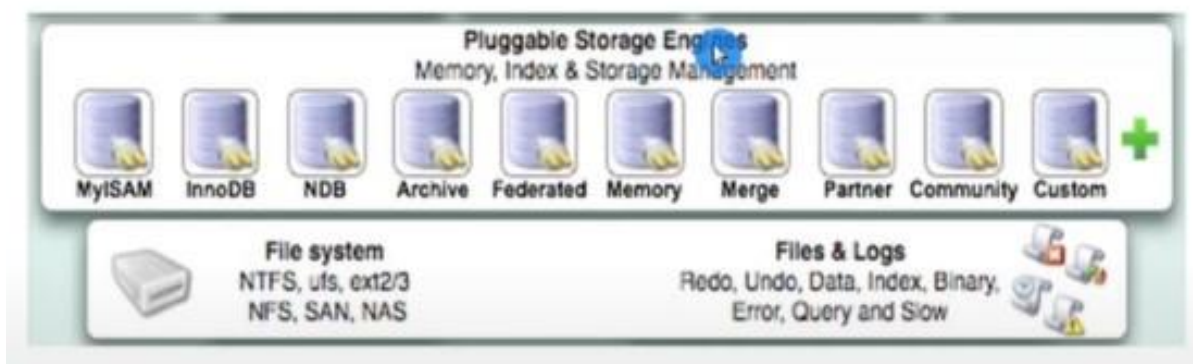 Pluggable Storage Engines
Memory, Index & Storage Management
MyISAM InnoDB NDB Archive Federated Memory Merge Partner Community Custom
File system
NTFS, ufs, ext2/3
NFS, SAN, NAS
Files & Logs
Redo, Undo, Data, Index, Binary,
Error, Query and Slow